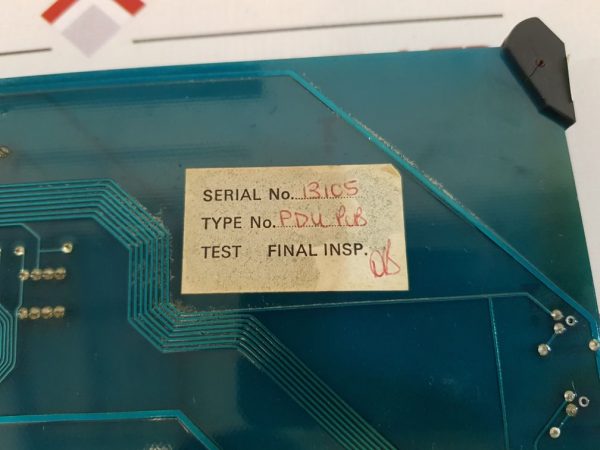 SERIAL No. 13105
TYPE No. PDU PCB
TEST FINAL INSP.